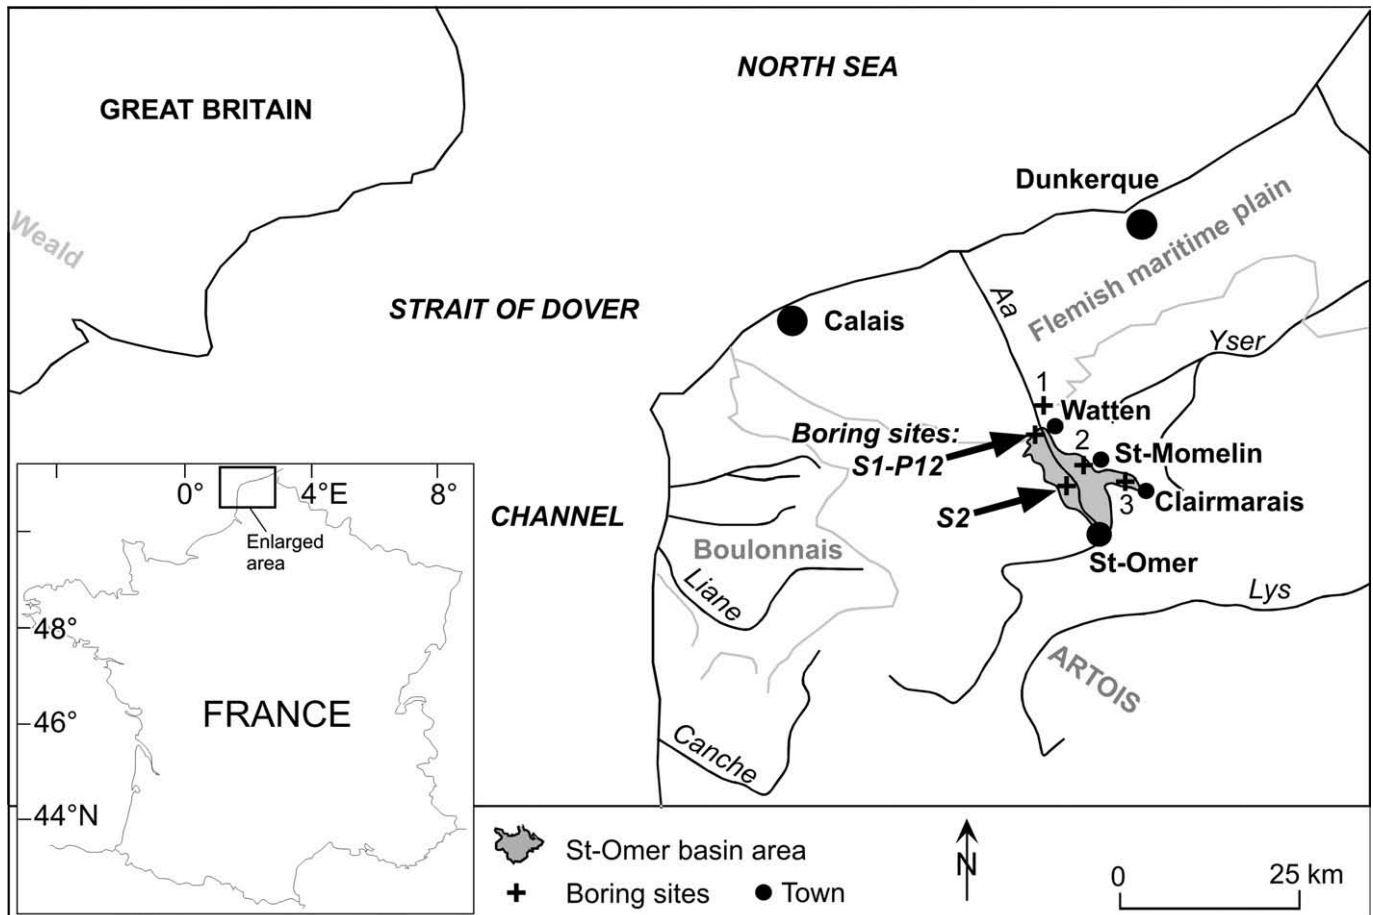 NORTH SEA
GREAT BRITAIN
Dunkerque
Weald
Flemish maritime plain
Aa
STRAIT OF DOVER
Calais
Yser
1
Watten
Boring sites:
S1-P12
2
St-Momelin
3
Clairmarais
S2
CHANNEL
St-Omer
Boulonnais
Liane
Lys
ARTOIS
Canche
0°
4°E
8°
Enlarged
area
48°
46°
44°N
FRANCE
St-Omer basin area
Boring sites
Town
N
0
25 km